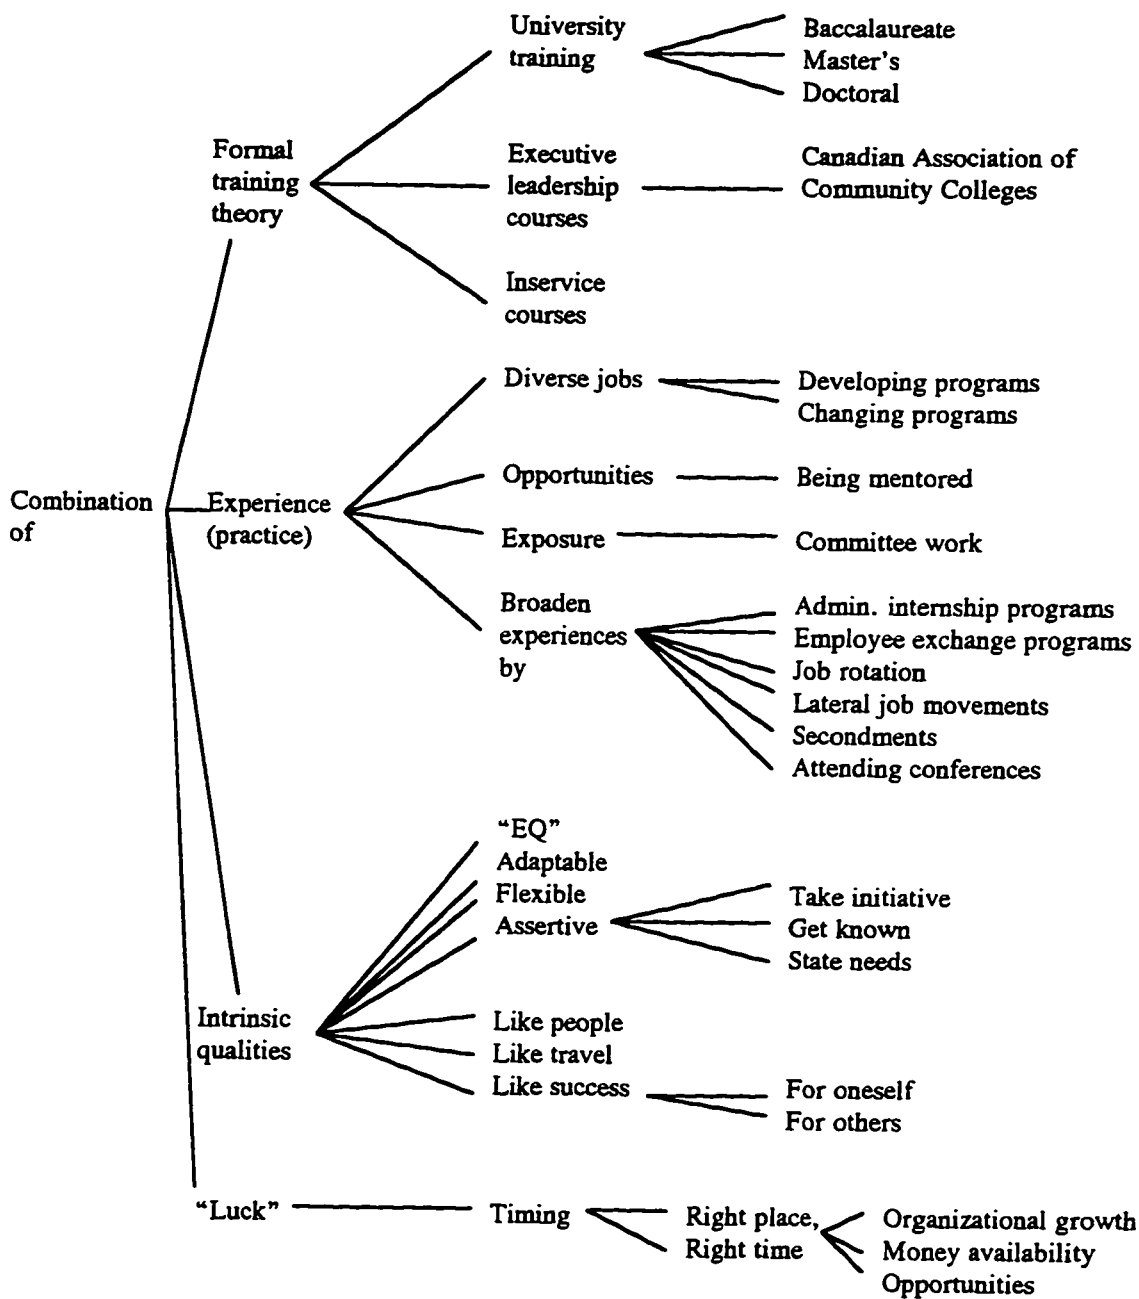 University
training
Baccalaureate
Master's
Doctoral
Formal
training
theory
Executive
leadership
courses
Canadian Association of
Community Colleges
Inservice
courses
Combination
of
Experience
(practice)
Diverse jobs
Developing programs
Changing programs
Opportunities
Being mentored
Exposure
Committee work
Broaden
experiences
by
Admin. internship programs
Employee exchange programs
Job rotation
Lateral job movements
Secondments
Attending conferences
Intrinsic
qualities
“EQ”
Adaptable
Flexible
Assertive
Take initiative
Get known
State needs
Like people
Like travel
Like success
For oneself
For others
“Luck”
Timing
Right place,
Right time
Organizational growth
Money availability
Opportunities